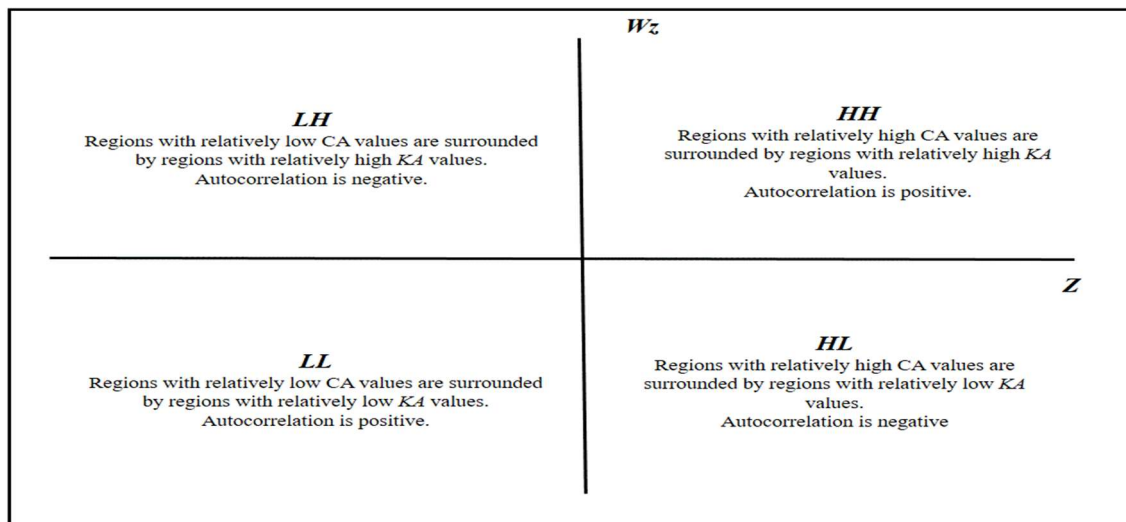 Wz
LH
Regions with relatively low CA values are surrounded
by regions with relatively high KA values.
Autocorrelation is negative.
HH
Regions with relatively high CA values are
surrounded by regions with relatively high KA
values.
Autocorrelation is positive.
Z
LL
Regions with relatively low CA values are surrounded
by regions with relatively low KA values.
Autocorrelation is positive.
HL
Regions with relatively high CA values are
surrounded by regions with relatively low KA
values.
Autocorrelation is negative